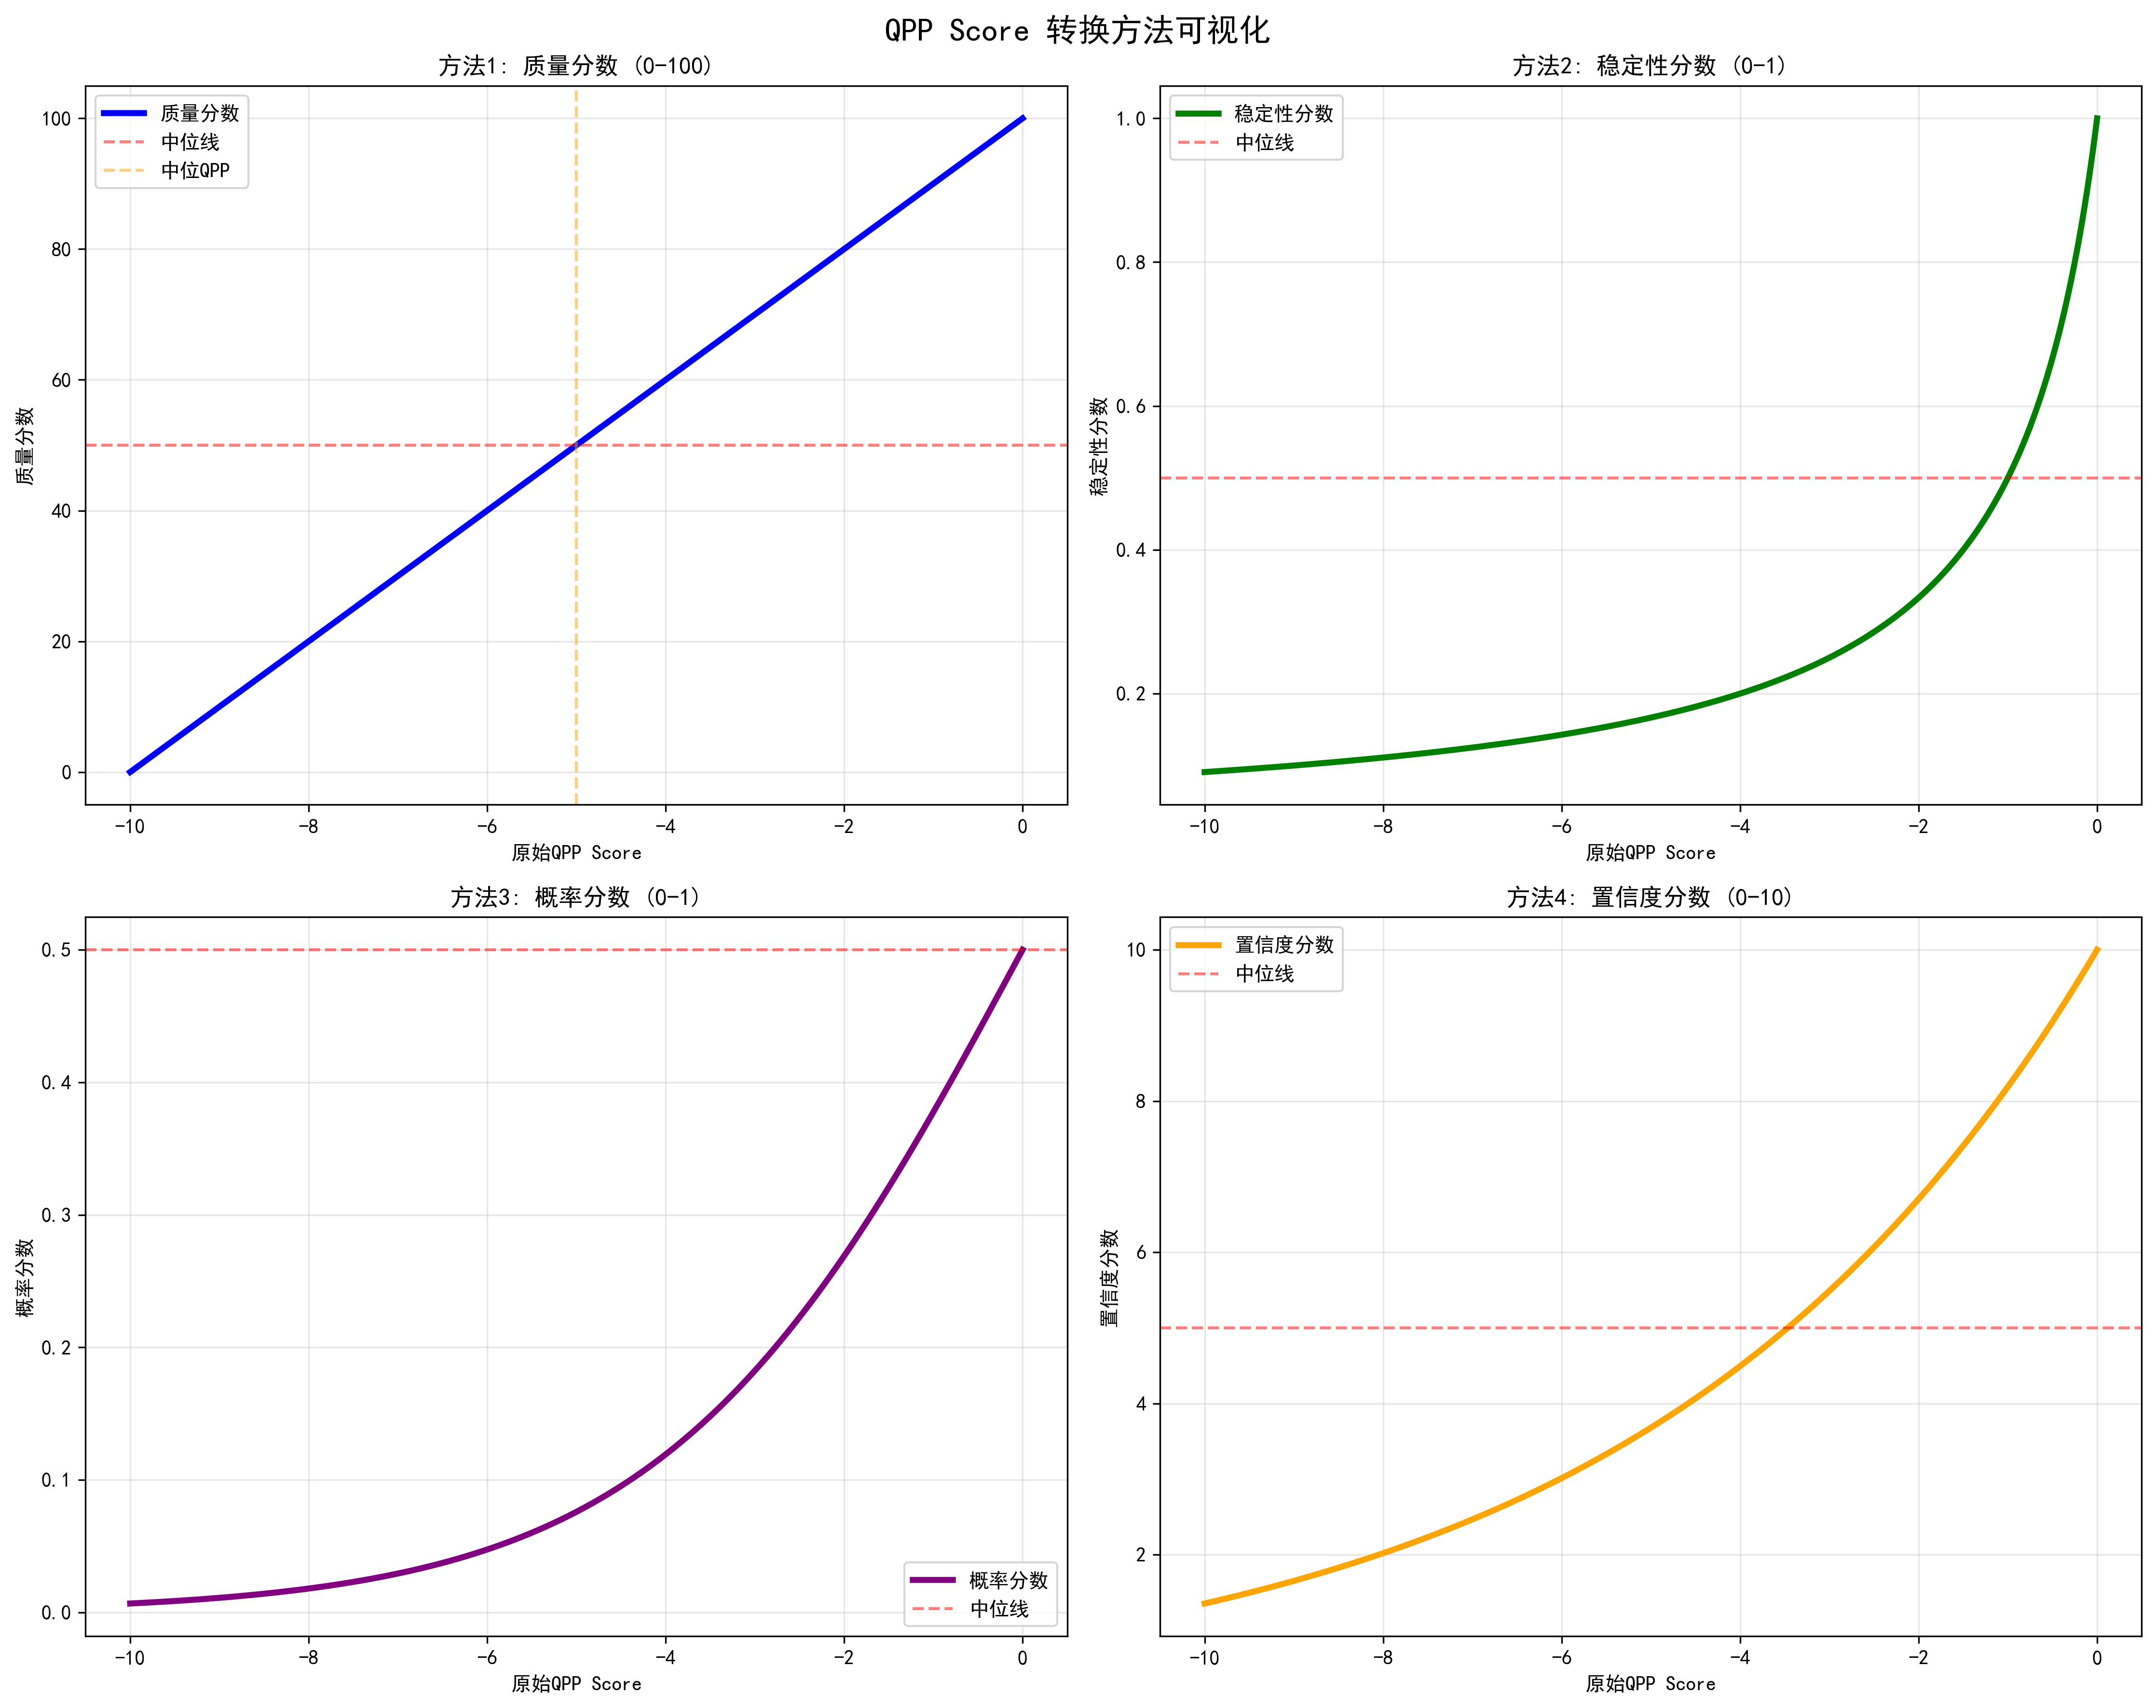 QPP Score 转换方法可视化
方法1: 质量分数 (0-100)
质量分数
中位线
中位QPP
100
80
60
40
20
0
质量分数
−10 −8 −6 −4 −2 0
原始QPP Score
方法2: 稳定性分数 (0-1)
稳定性分数
中位线
1.0
0.8
0.6
0.4
0.2
稳定性分数
−10 −8 −6 −4 −2 0
原始QPP Score
方法3: 概率分数 (0-1)
0.5
0.4
0.3
0.2
0.1
0.0
概率分数
概率分数
中位线
−10 −8 −6 −4 −2 0
原始QPP Score
方法4: 置信度分数 (0-10)
置信度分数
中位线
10
8
6
4
2
置信度分数
−10 −8 −6 −4 −2 0
原始QPP Score